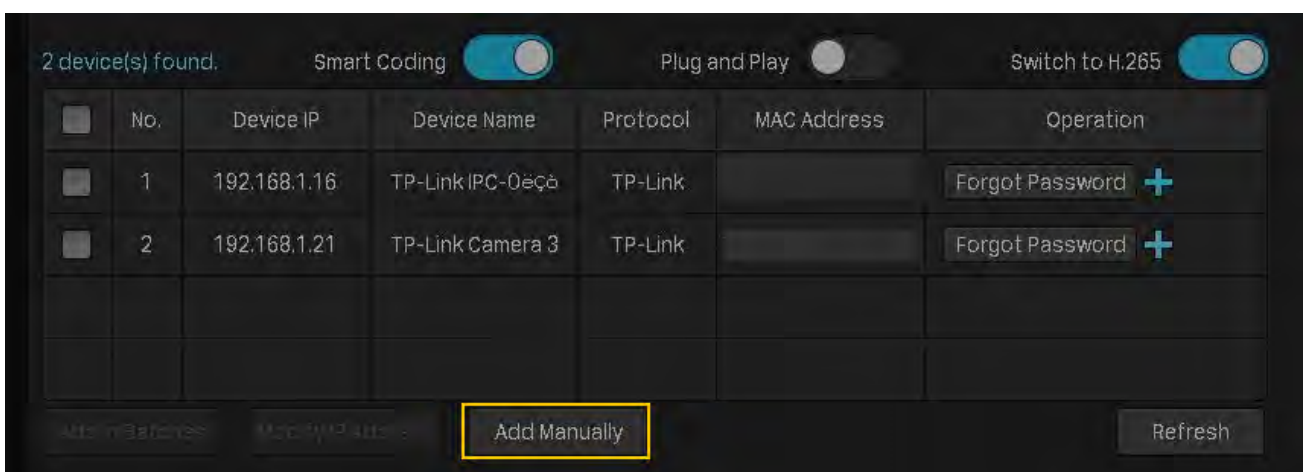 2 device(s) found. Smart Coding Plug and Play Switch to H.265
No. Device IP Device Name Protocol MAC Address Operation
1 192.168.1.16 TP-Link IPC-0ëçò TP-Link Forgot Password
2 192.168.1.21 TP-Link Camera 3 TP-Link Forgot Password
Add Manually Refresh